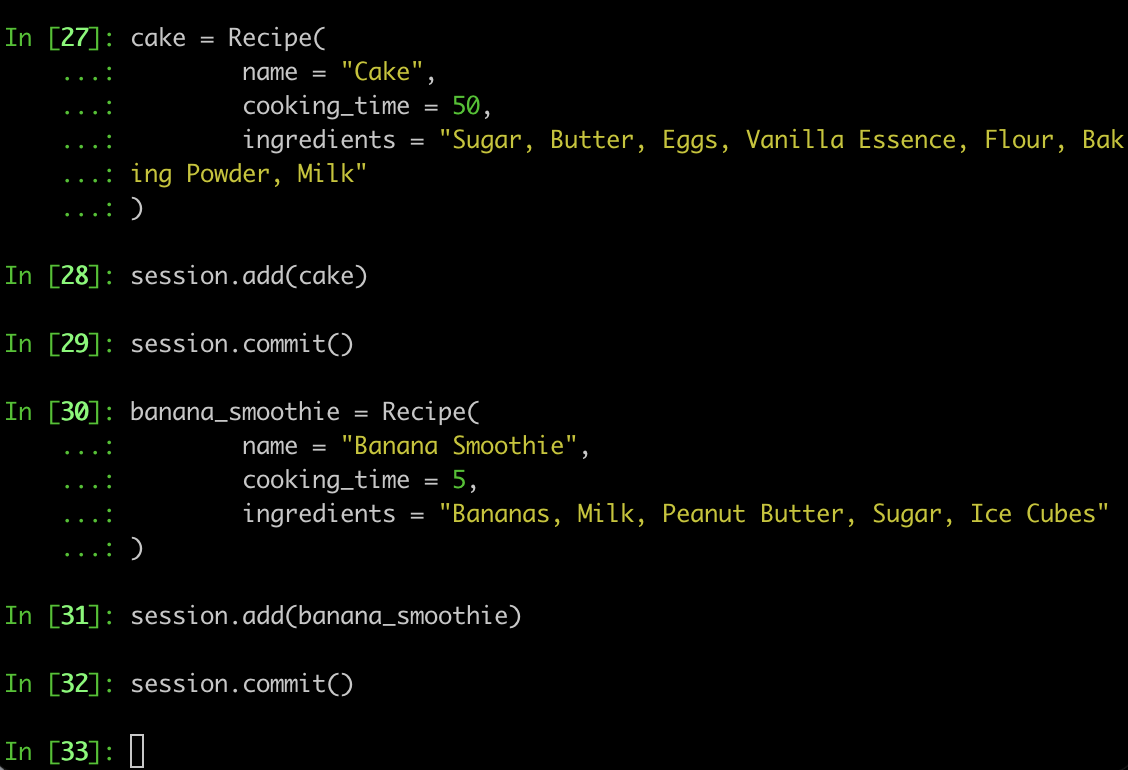 In [27]: cake = Recipe(
    ...:         name = "Cake",
    ...:         cooking_time = 50,
    ...:         ingredients = "Sugar, Butter, Eggs, Vanilla Essence, Flour, Bak
    ...: ing Powder, Milk"
    ...: )
In [28]: session.add(cake)
In [29]: session.commit()
In [30]: banana_smoothie = Recipe(
    ...:         name = "Banana Smoothie",
    ...:         cooking_time = 5,
    ...:         ingredients = "Bananas, Milk, Peanut Butter, Sugar, Ice Cubes"
    ...: )
In [31]: session.add(banana_smoothie)
In [32]: session.commit()
In [33]: